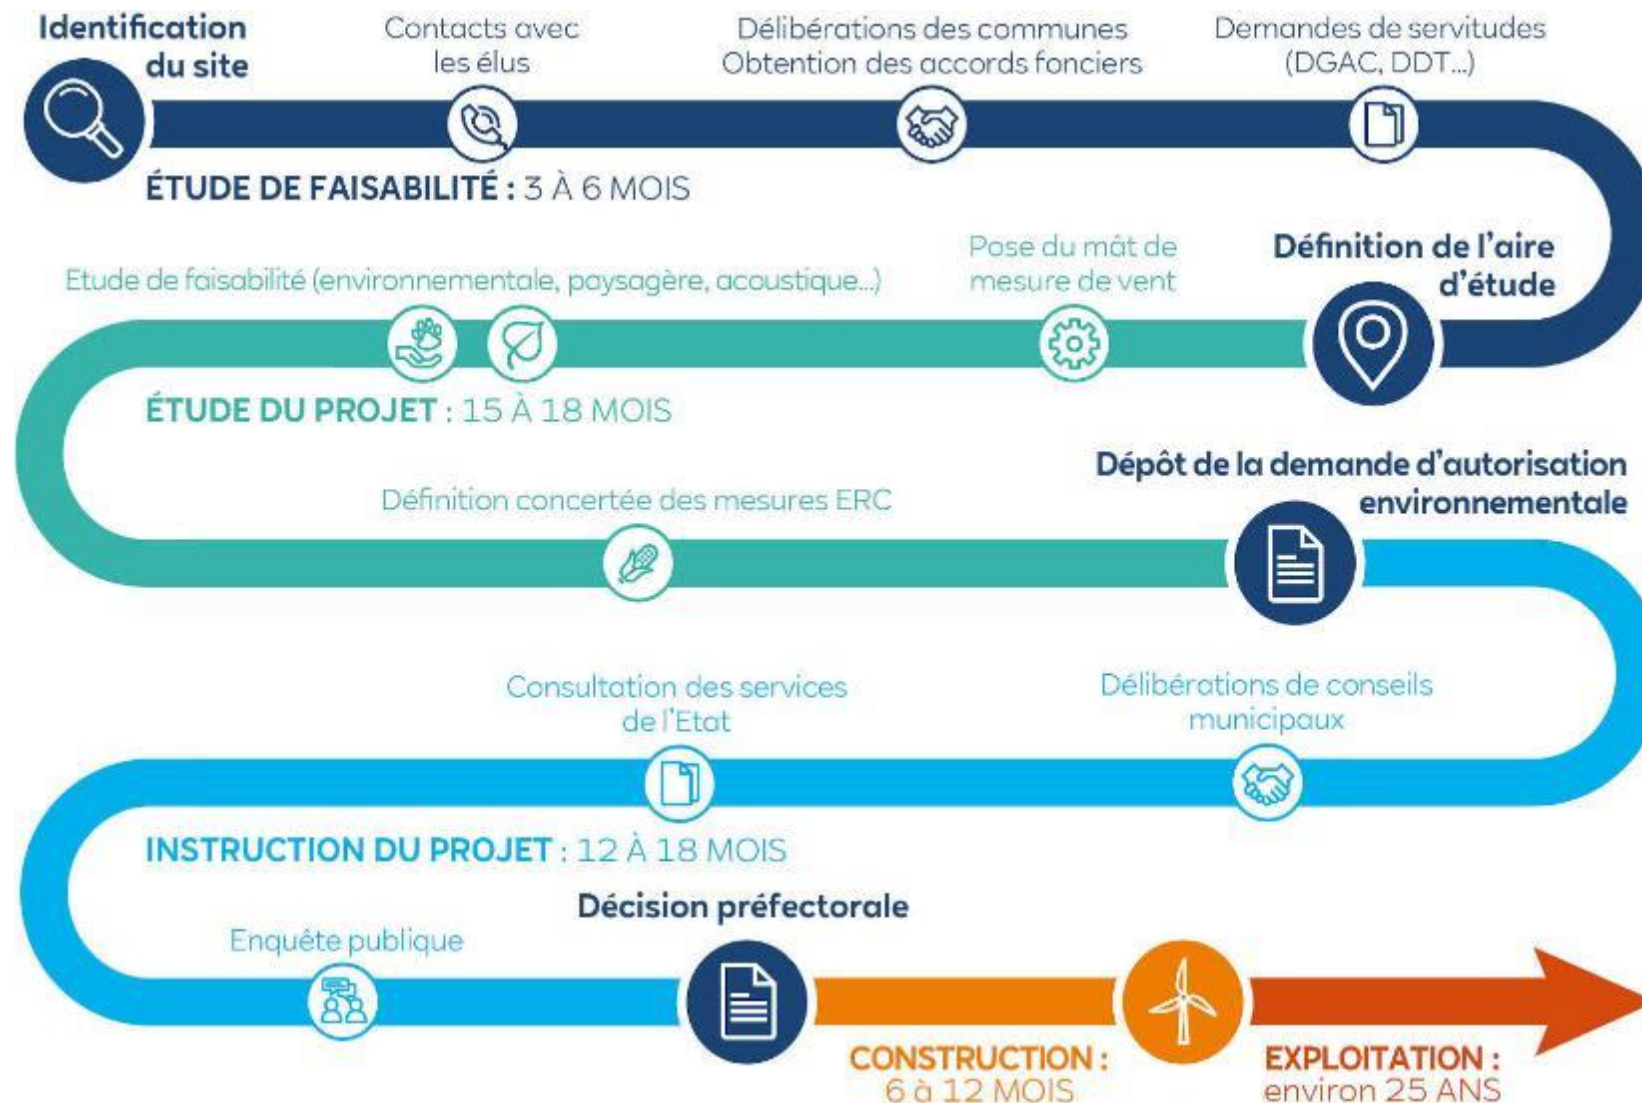 Identification
du site
Contacts avec
les élus
Délibérations des communes
Obtention des accords fonciers
Demandes de servitudes
(DGAC, DDT...)
ÉTUDE DE FAISABILITÉ : 3 À 6 MOIS
Définition de l'aire
d'étude
Pose du mât de
mesure de vent
Etude de faisabilité (environnementale, paysagère, acoustique...)
ÉTUDE DU PROJET : 15 À 18 MOIS
Définition concertée des mesures ERC
Dépôt de la demande d'autorisation
environnementale
Délibérations de conseils
municipaux
Consultation des services
de l'Etat
INSTRUCTION DU PROJET : 12 À 18 MOIS
Enquête publique
Décision préfectorale
CONSTRUCTION :
6 à 12 MOIS
EXPLOITATION :
environ 25 ANS